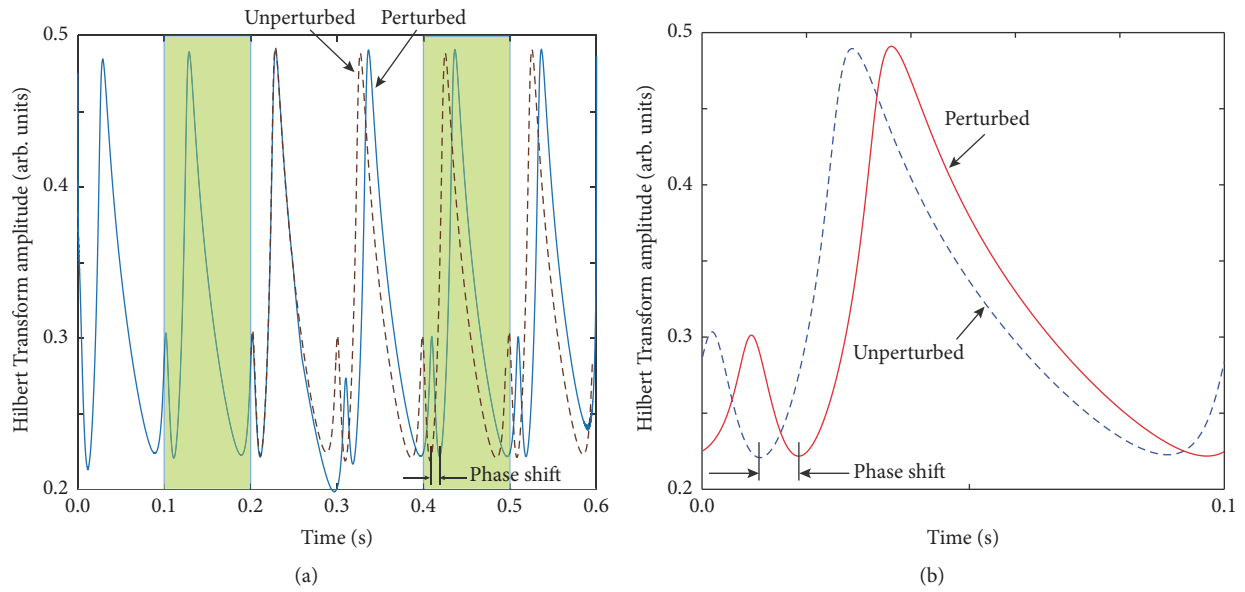 Unperturbed Perturbed
Hilbert Transform amplitude (arb. units)
0.5
0.4
0.3
0.2
Phase shift
0.0 0.1 0.2 0.3 0.4 0.5 0.6
Time (s)
(a)
Hilbert Transform amplitude (arb. units)
0.5
0.4
0.3
0.2
Perturbed
Unperturbed
Phase shift
0.0 0.1
Time (s)
(b)